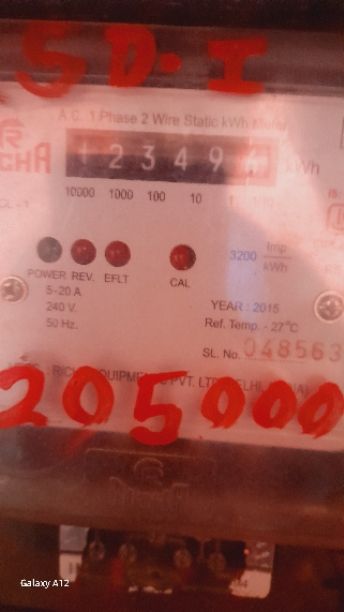 SD-I
A.C. 1 Phase 2 Wire Static kWh Meter
1 2 3 4 9 kWh
10000 1000 100 10 1 1/10
3200 Imp/kWh
POWER REV. EFLT CAL
5-20 A
240 V.
50 Hz.
YEAR : 2015
Ref. Temp. - 27°C
SL. No. 048563
205000
Galaxy A12